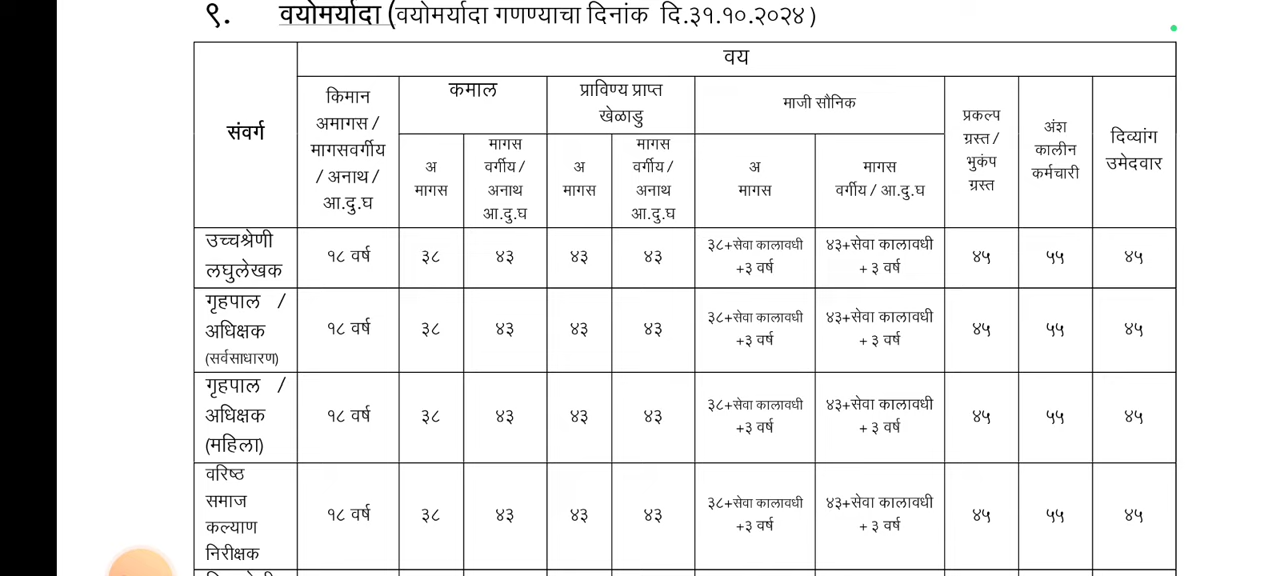 ९. वयोमर्यादा (वयोमर्यादा गणण्याचा दिनांक दि.३१.१०.२०२४)
संवर्ग
वय
किमान
अमागस /
मागसवर्गीय
/ अनाथ /
आ.दु.घ
कमाल
प्राविण्य प्राप्त
खेळाडु
माजी सौनिक
प्रकल्प
ग्रस्त /
भुकंप
ग्रस्त
अंश
कालीन
कर्मचारी
दिव्यांग
उमेदवार
अ
मागस
मागस
वर्गीय /
अनाथ
आ.दु.घ
अ
मागस
मागस
वर्गीय /
अनाथ
आ.दु.घ
अ
मागस
मागस
वर्गीय / आ.दु.घ
उच्चश्रेणी
लघुलेखक
१८ वर्ष
३८
४३
४३
४३
३८+सेवा कालावधी
+३ वर्ष
४३+सेवा कालावधी
+ ३ वर्ष
४५
५५
४५
गृहपाल /
अधिक्षक
(सर्वसाधारण)
१८ वर्ष
३८
४३
४३
४३
३८+सेवा कालावधी
+३ वर्ष
४३+सेवा कालावधी
+ ३ वर्ष
४५
५५
४५
गृहपाल /
अधिक्षक
(महिला)
१८ वर्ष
३८
४३
४३
४३
३८+सेवा कालावधी
+३ वर्ष
४३+सेवा कालावधी
+ ३ वर्ष
४५
५५
४५
वरिष्ठ
समाज
कल्याण
निरीक्षक
१८ वर्ष
३८
४३
४३
४३
३८+सेवा कालावधी
+३ वर्ष
४३+सेवा कालावधी
+ ३ वर्ष
४५
५५
४५